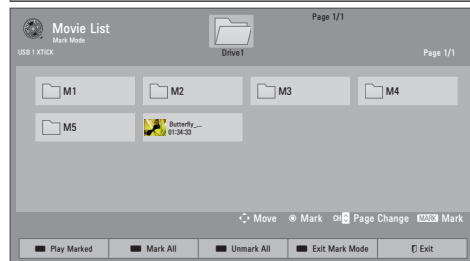 Movie List
Mark Mode
USB 1 XTICK
Drive1
Page 1/1
Page 1/1
M1
M2
M3
M4
M5
Butterfly_...
01:34:33
Move Mark CH Page Change MARK Mark
Play Marked
Mark All
Unmark All
Exit Mark Mode
Exit